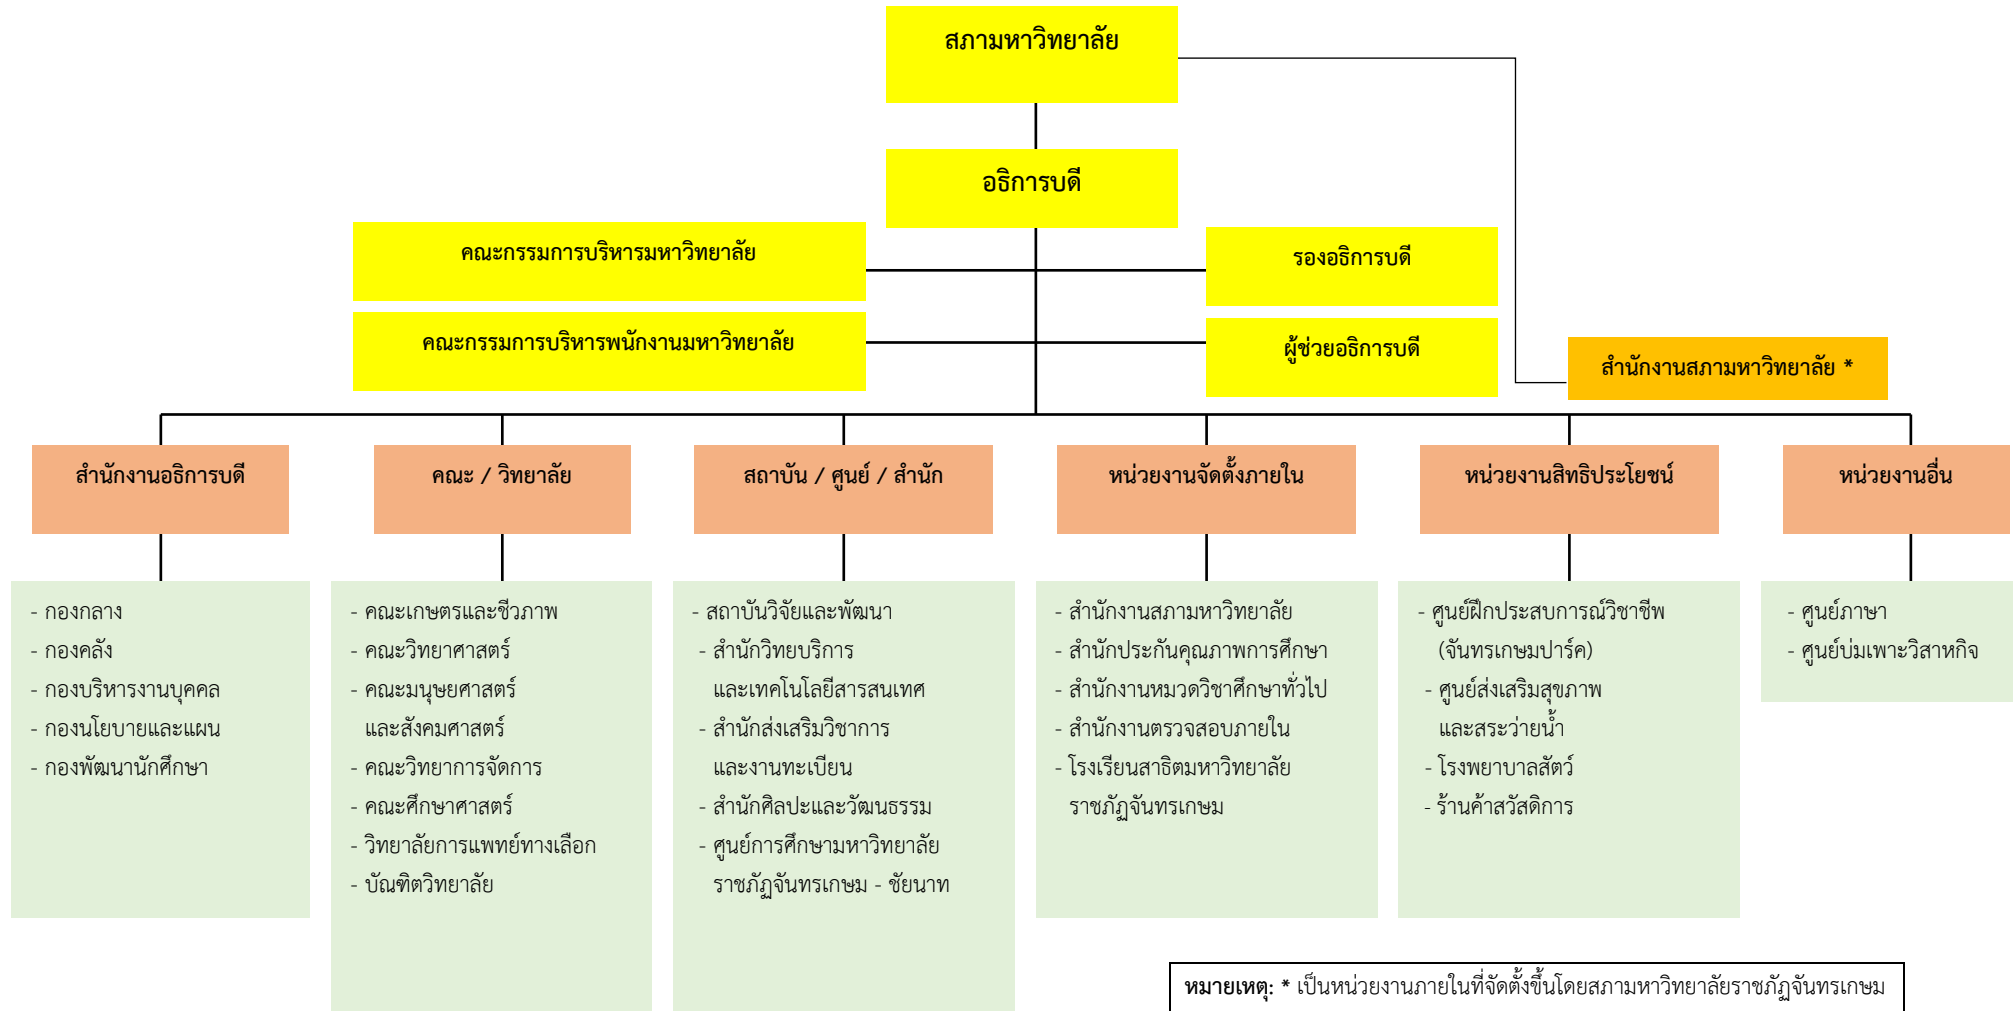 สภามหาวิทยาลัย
อธิการบดี
คณะกรรมการบริหารมหาวิทยาลัย
รองอธิการบดี
คณะกรรมการบริหารพนักงานมหาวิทยาลัย
ผู้ช่วยอธิการบดี
สำนักงานสภามหาวิทยาลัย *
สำนักงานอธิการบดี
คณะ / วิทยาลัย
สถาบัน / ศูนย์ / สำนัก
หน่วยงานจัดตั้งภายใน
หน่วยงานสิทธิประโยชน์
หน่วยงานอื่น
- กองกลาง
- กองคลัง
- กองบริหารงานบุคคล
- กองนโยบายและแผน
- กองพัฒนานักศึกษา
- คณะเกษตรและชีวภาพ
- คณะวิทยาศาสตร์
- คณะมนุษยศาสตร์
และสังคมศาสตร์
- คณะวิทยาการจัดการ
- คณะศึกษาศาสตร์
- วิทยาลัยการแพทย์ทางเลือก
- บัณฑิตวิทยาลัย
- สถาบันวิจัยและพัฒนา
- สำนักวิทยบริการ
และเทคโนโลยีสารสนเทศ
- สำนักส่งเสริมวิชาการ
และงานทะเบียน
- สำนักศิลปะและวัฒนธรรม
- ศูนย์การศึกษามหาวิทยาลัย
ราชภัฏจันทรเกษม - ชัยนาท
- สำนักงานสภามหาวิทยาลัย
- สำนักประกันคุณภาพการศึกษา
- สำนักงานหมวดวิชาศึกษาทั่วไป
- สำนักงานตรวจสอบภายใน
- โรงเรียนสาธิตมหาวิทยาลัย
ราชภัฏจันทรเกษม
- ศูนย์ฝึกประสบการณ์วิชาชีพ
(จันทรเกษมปาร์ค)
- ศูนย์ส่งเสริมสุขภาพ
และสระว่ายน้ำ
- โรงพยาบาลสัตว์
- ร้านค้าสวัสดิการ
- ศูนย์ภาษา
- ศูนย์บ่มเพาะวิสาหกิจ
หมายเหตุ: * เป็นหน่วยงานภายในที่จัดตั้งขึ้นโดยสภามหาวิทยาลัยราชภัฏจันทรเกษม